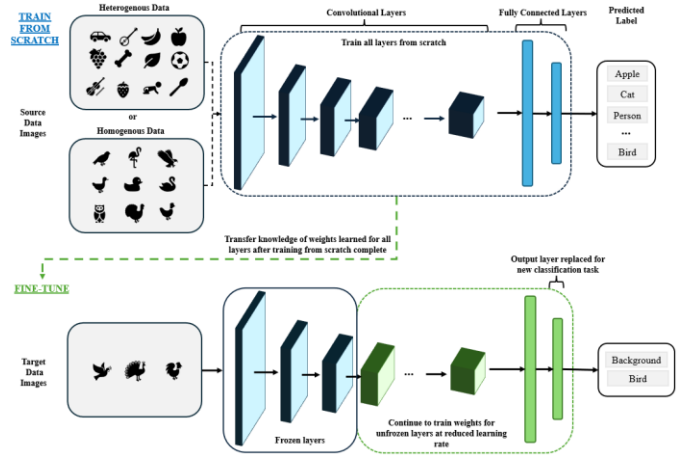 TRAIN
FROM
SCRATCH
Heterogenous Data
Convolutional Layers
Fully Connected Layers
Predicted
Label
Train all layers from scratch
Source
Data
Images
or
Homogenous Data
...
Apple
Cat
Person
...
Bird
Transfer knowledge of weights learned for all
layers after training from scratch complete
Output layer replaced for
new classification task
FINE-TUNE
Target
Data
Images
...
Background
Bird
Frozen layers
Continue to train weights for
unfrozen layers at reduced learning
rate